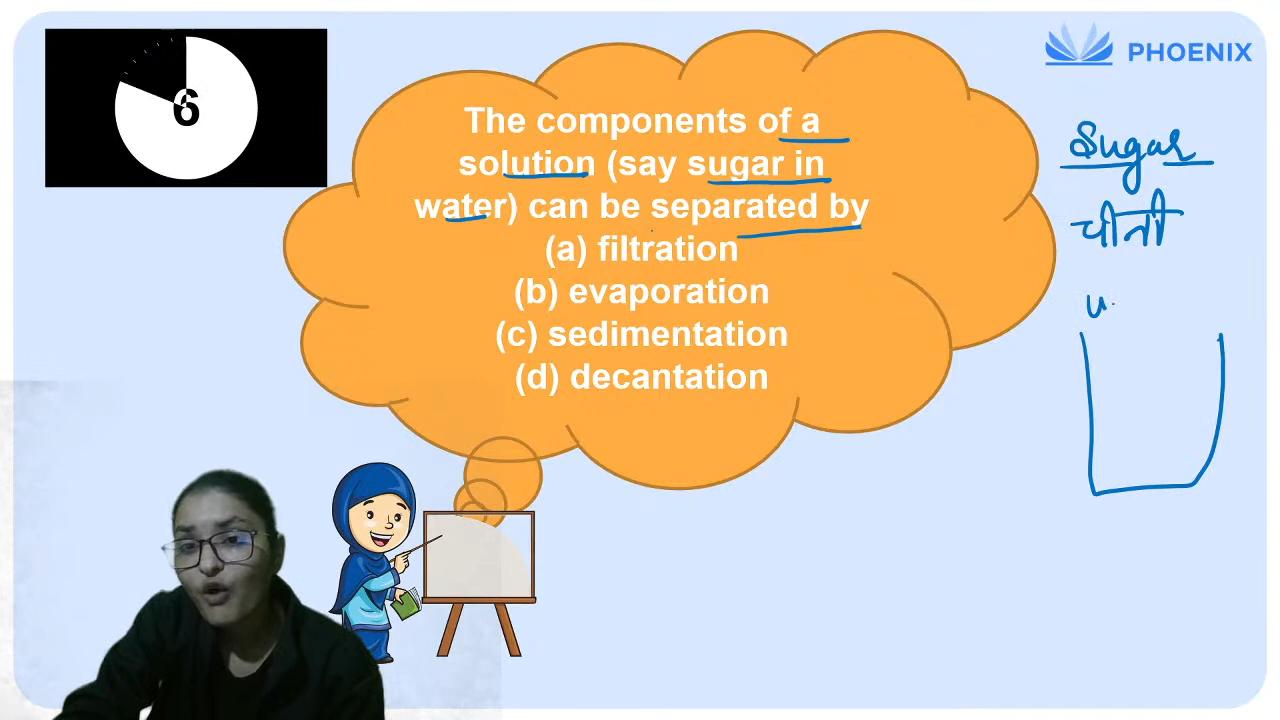 6
PHOENIX
The components of a
solution (say sugar in
water) can be separated by
(a) filtration
(b) evaporation
(c) sedimentation
(d) decantation
Sugar
चीनी